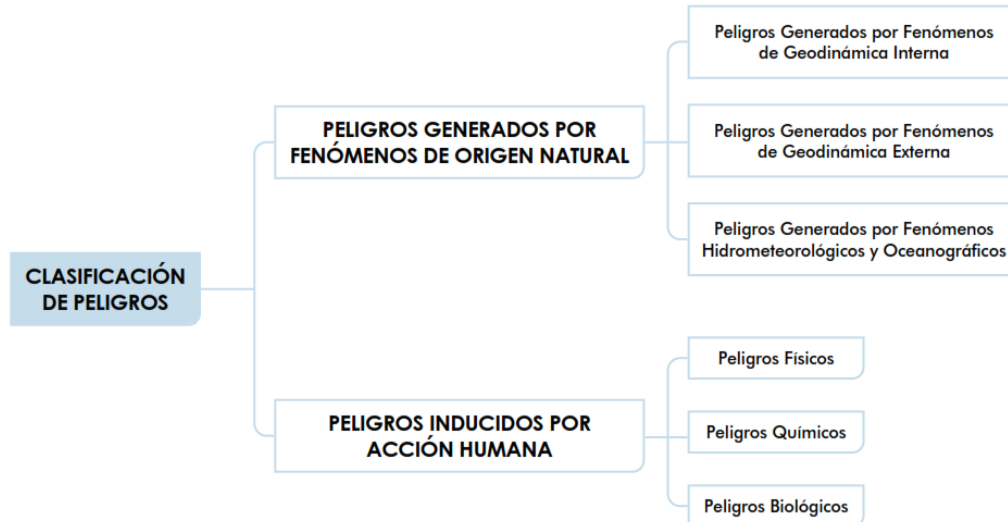 Peligros Generados por Fenómenos
de Geodinámica Interna
PELIGROS GENERADOS POR
FENÓMENOS DE ORIGEN NATURAL
Peligros Generados por Fenómenos
de Geodinámica Externa
Peligros Generados por Fenómenos
Hidrometeorológicos y Oceanográficos
CLASIFICACIÓN
DE PELIGROS
Peligros Físicos
PELIGROS INDUCIDOS POR
ACCIÓN HUMANA
Peligros Químicos
Peligros Biológicos